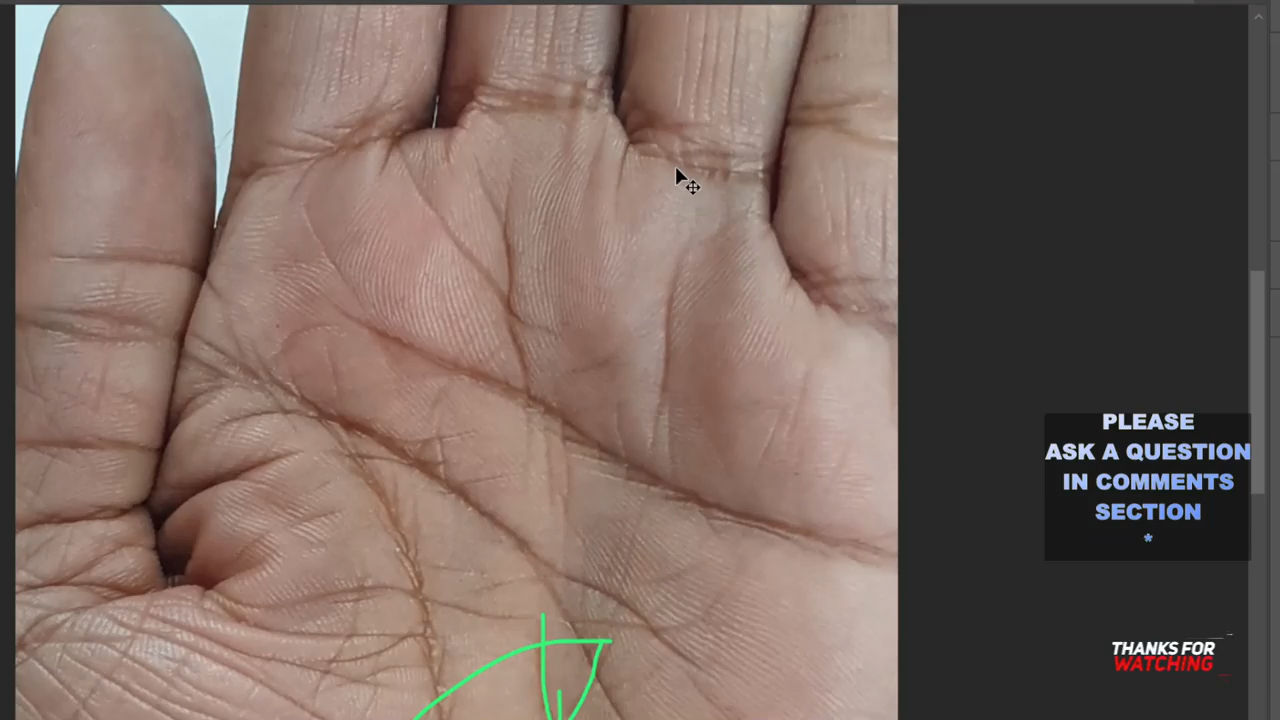 PLEASE
ASK A QUESTION
IN COMMENTS
SECTION
*
THANKS FOR
WATCHING